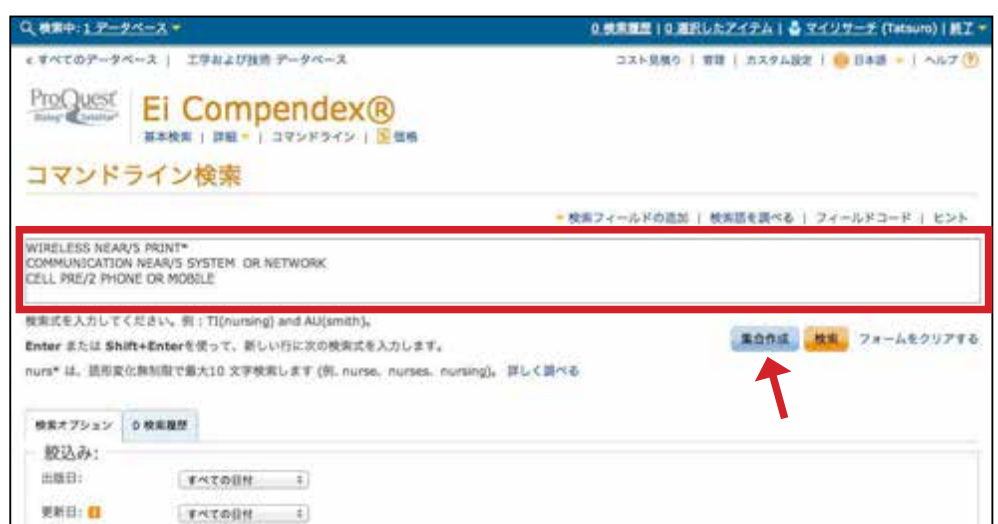 検索中: 1 データベース
0 検索履歴 | 0 選択したアイテム | マイリサーチ (Tatsuro) | 終了
< すべてのデータベース | 工学および技術 データベース
コスト見積り | 管理 | カスタム設定 | 日本語 | ヘルプ ?
ProQuest
Dialog Solution
Ei Compendex®
基本検索 | 詳細 | コマンドライン | $ 価格
コマンドライン検索
検索フィールドの追加 | 検索語を調べる | フィールドコード | ヒント
WIRELESS NEAR/5 PRINT*
COMMUNICATION NEAR/5 SYSTEM OR NETWORK
CELL PRE/2 PHONE OR MOBILE
検索式を入力してください。例:TI(nursing) and AU(smith)。
Enter または Shift+Enterを使って、新しい行に次の検索式を入力します。
集合作成 検索 フォームをクリアする
nurs* は、語形変化無制限で最大10 文字検索します (例. nurse、nurses、nursing)。 詳しく調べる
検索オプション 0 検索履歴
絞込み:
出版日: すべての日付
更新日: i すべての日付